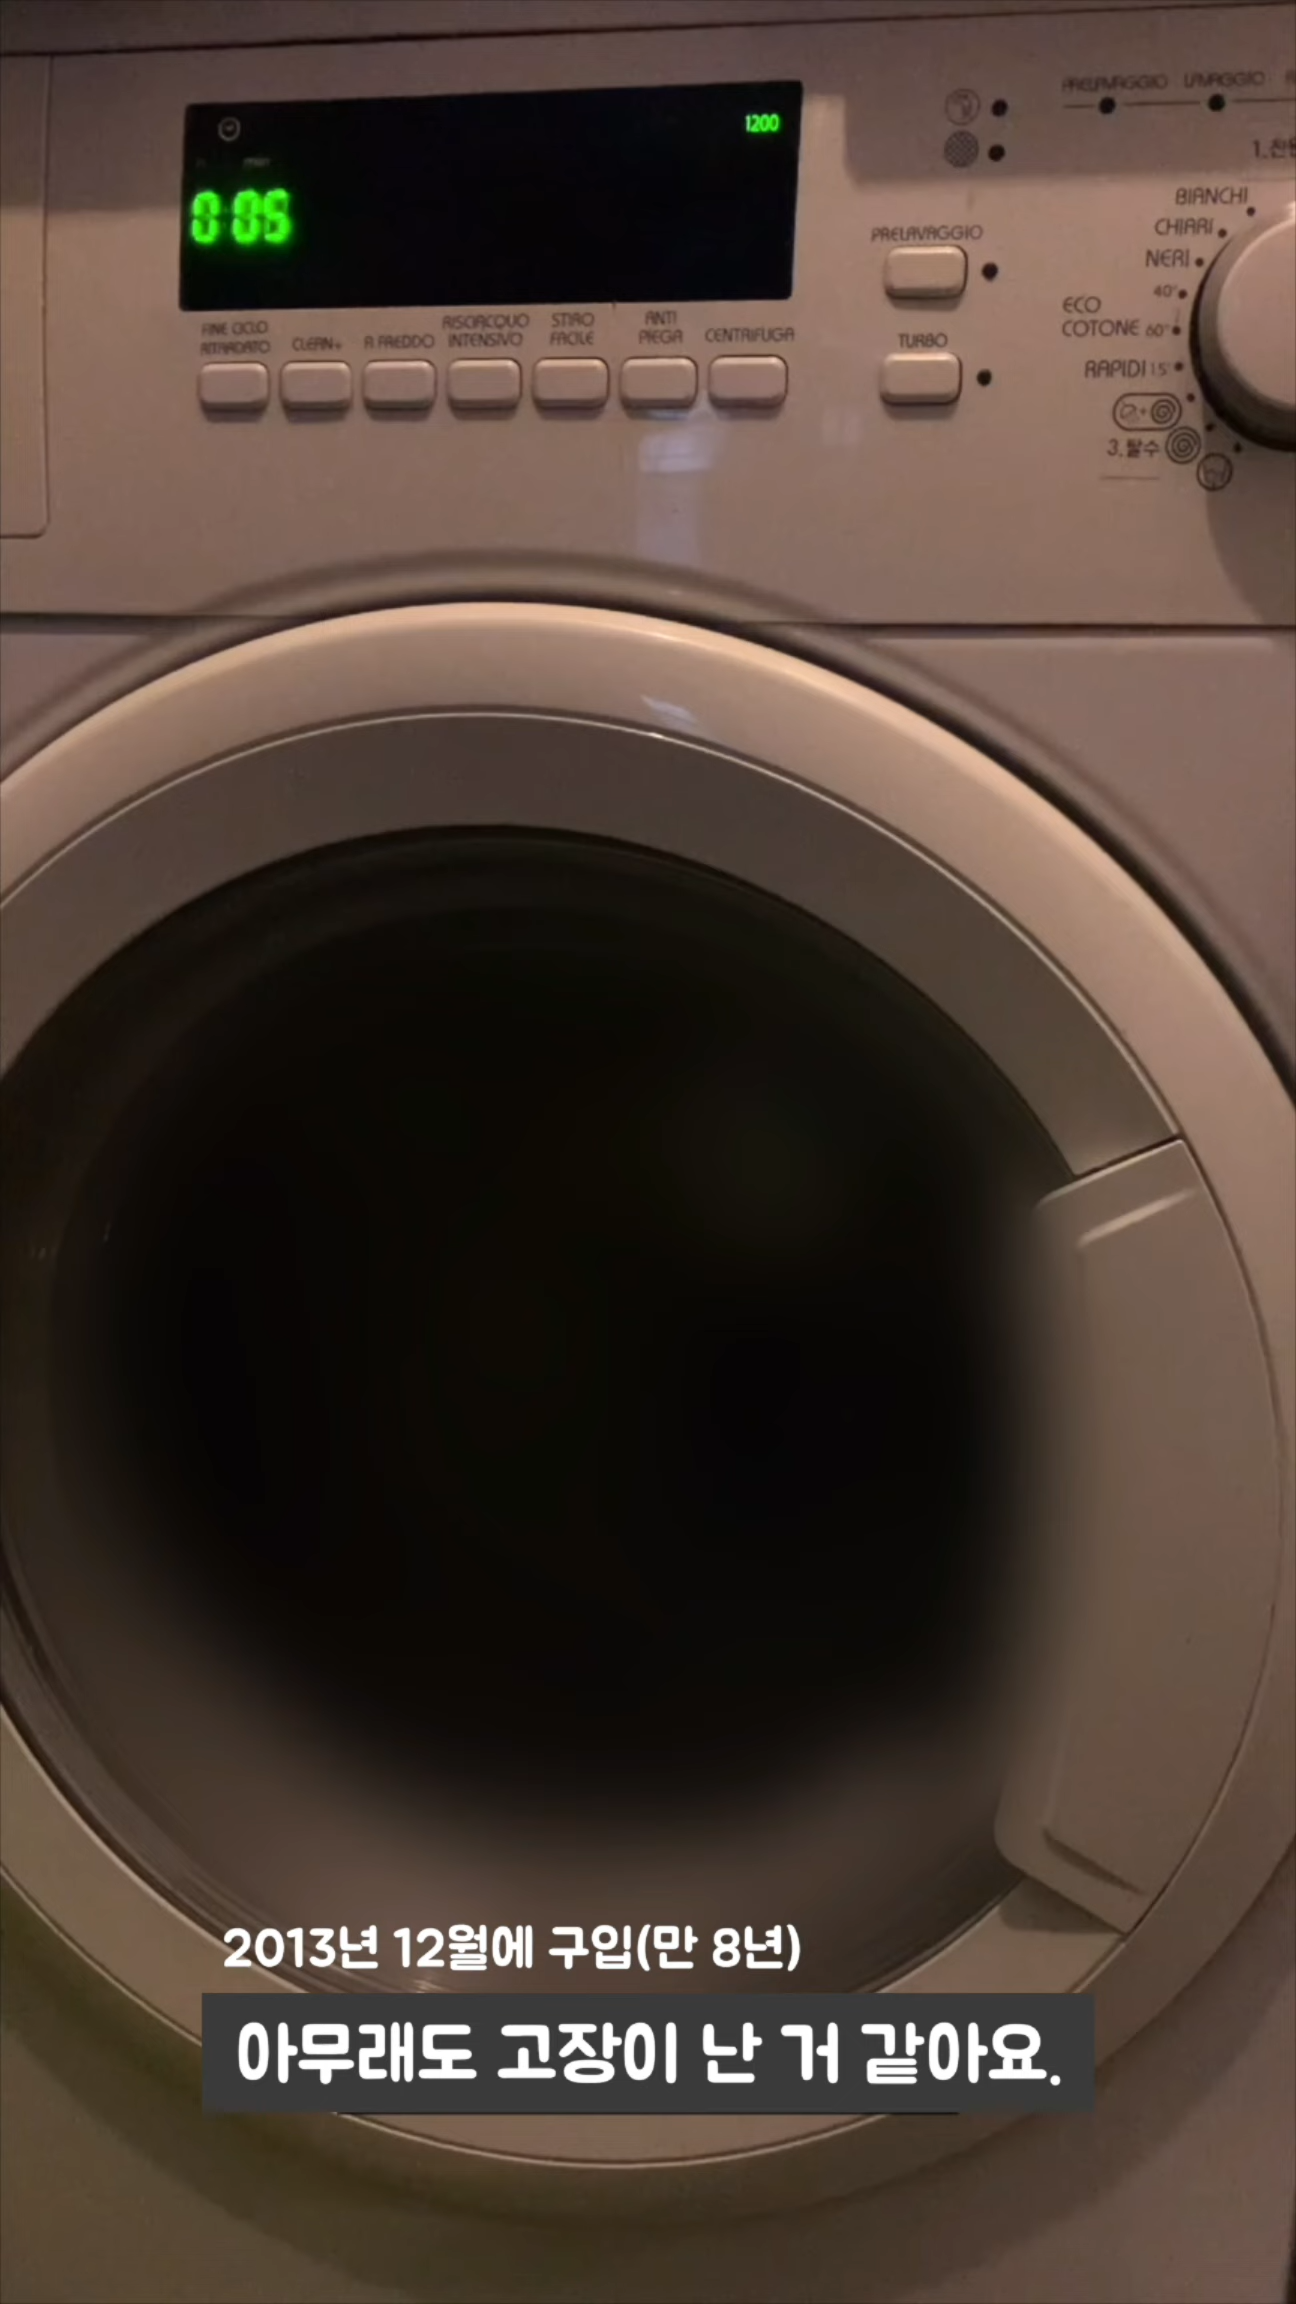 1200
0 05
FINE CICLO
RITARDATO
CLEAN+
A.FREDDO
RISCIACQUO
INTENSIVO
STIRO
FACILE
ANTI
PIEGA
CENTRIFUGA
PRELAVAGGIO
TURBO
PRELAVAGGIO LAVAGGIO
BIANCHI
CHIARI
NERI
40°
ECO
COTONE 60°
RAPIDI 15'
3.탈수
2013년 12월에 구입(만 8년)
아무래도 고장이 난 거 같아요.